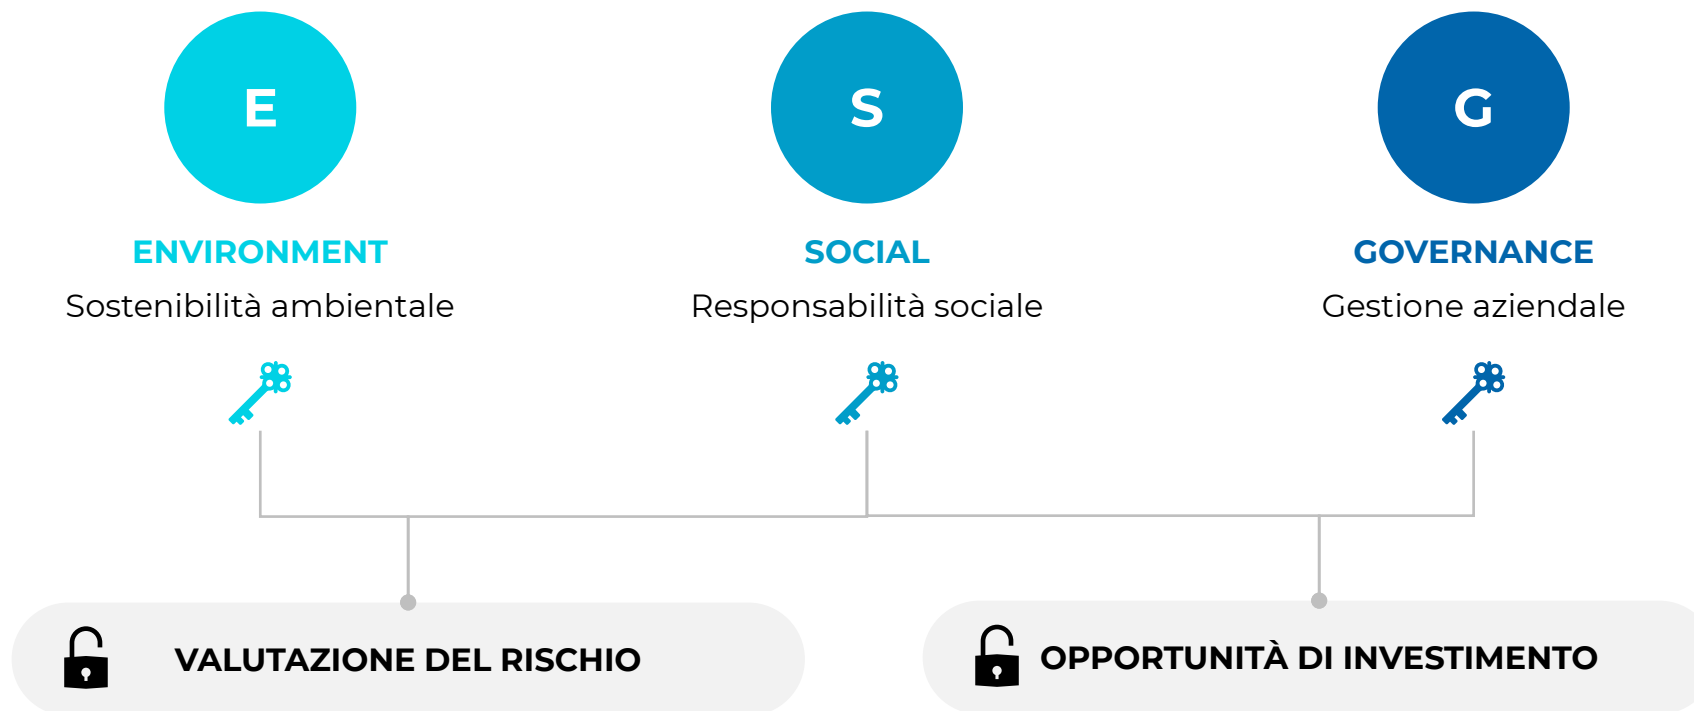 E
S
G
ENVIRONMENT
SOCIAL
GOVERNANCE
Sostenibilità ambientale
Responsabilità sociale
Gestione aziendale
VALUTAZIONE DEL RISCHIO
OPPORTUNITÀ DI INVESTIMENTO